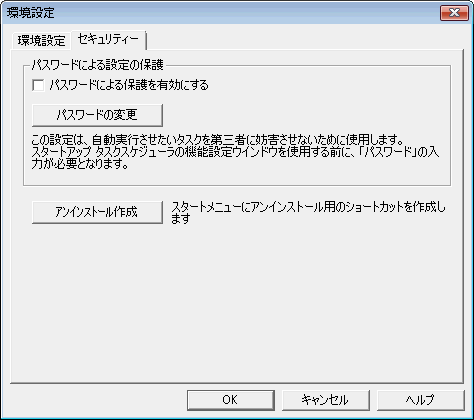 環境設定
環境設定 セキュリティー
パスワードによる設定の保護
パスワードによる保護を有効にする
パスワードの変更
この設定は、自動実行させたいタスクを第三者に妨害させないために使用します。
スタートアップ タスクスケジューラの機能設定ウインドウを使用する前に、「パスワード」の入
力が必要となります。
アンインストール作成
スタートメニューにアンインストール用のショートカットを作成し
ます
OK キャンセル ヘルプ